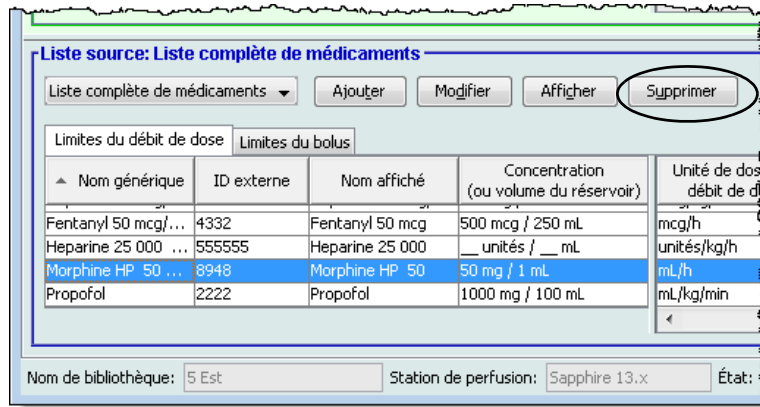 Liste source: Liste complète de médicaments
Liste complète de médicaments Ajouter Modifier Afficher Supprimer
Limites du débit de dose Limites du bolus
Nom générique ID externe Nom affiché Concentration (ou volume du réservoir) Unité de dos débit de d
Fentanyl 50 mcg/... 4332 Fentanyl 50 mcg 500 mcg / 250 mL mcg/h
Heparine 25 000 ... 555555 Heparine 25 000 __ unités / __ mL unités/kg/h
Morphine HP 50 ... 8948 Morphine HP 50 50 mg / 1 mL mL/h
Propofol 2222 Propofol 1000 mg / 100 mL mL/kg/min
Nom de bibliothèque: 5 Est Station de perfusion: Sapphire 13.x État: